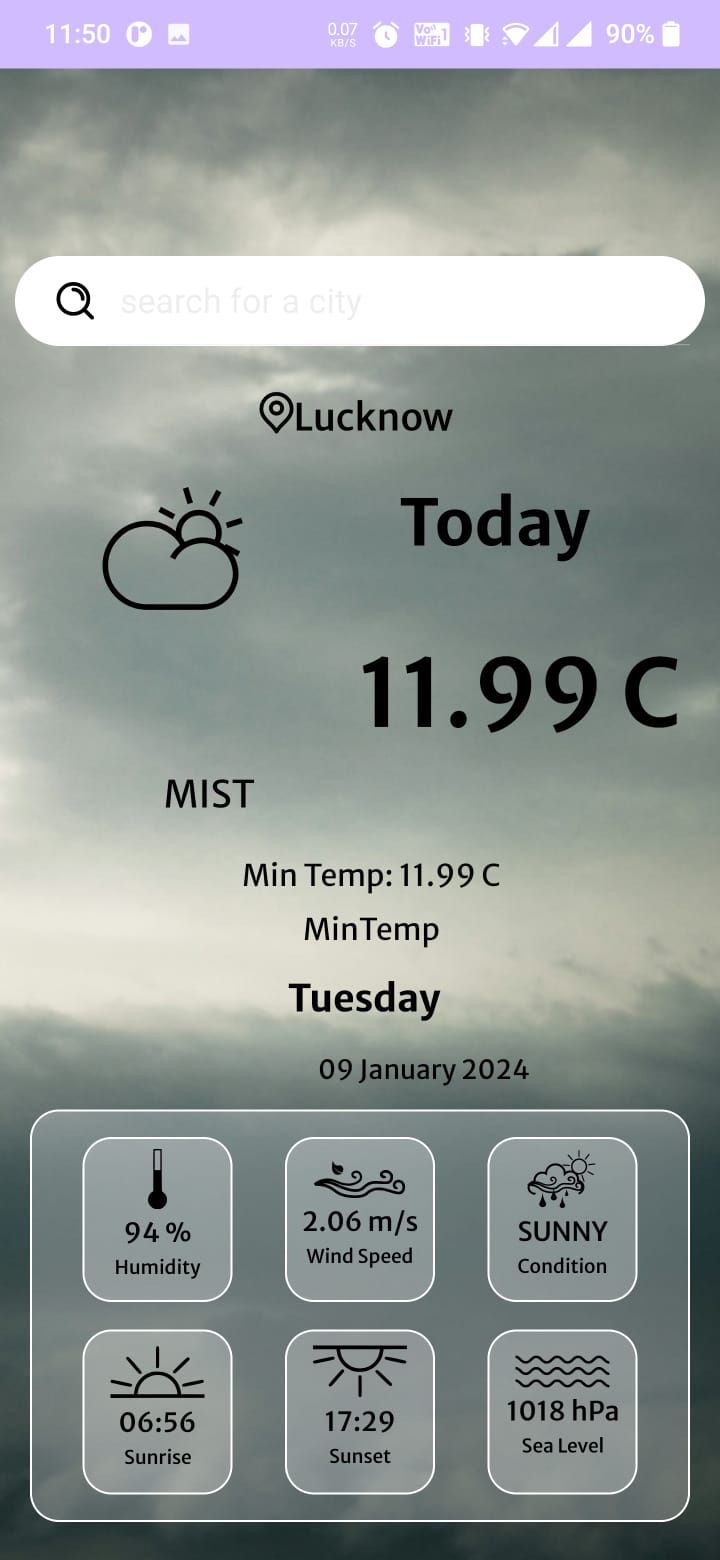 11:50
0.07
KB/S
Vo))
WiFi1
90%
search for a city
Lucknow
Today
11.99 C
MIST
Min Temp: 11.99 C
MinTemp
Tuesday
09 January 2024
94 %
Humidity
2.06 m/s
Wind Speed
SUNNY
Condition
06:56
Sunrise
17:29
Sunset
1018 hPa
Sea Level